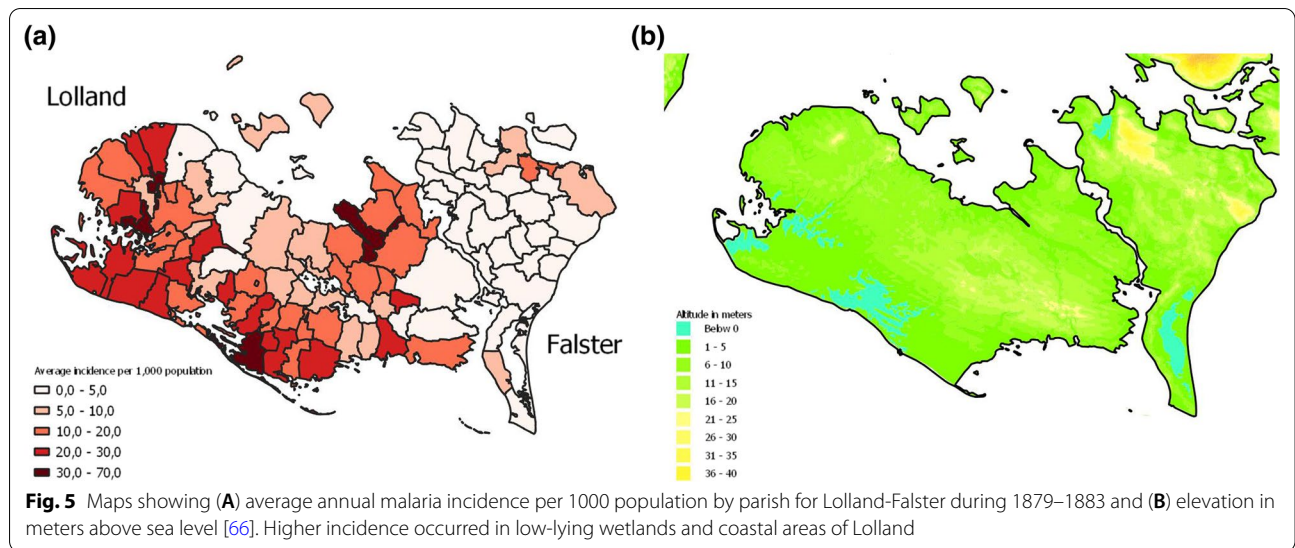 (a)
Lolland
Falster
Average incidence per 1,000 population
0,0 - 5,0
5,0 - 10,0
10,0 - 20,0
20,0 - 30,0
30,0 - 70,0
(b)
Altitude in meters
Below 0
1 - 5
6 - 10
11 - 15
16 - 20
21 - 25
26 - 30
31 - 35
36 - 40
Fig. 5 Maps showing (A) average annual malaria incidence per 1000 population by parish for Lolland-Falster during 1879–1883 and (B) elevation in
meters above sea level [66]. Higher incidence occurred in low-lying wetlands and coastal areas of Lolland